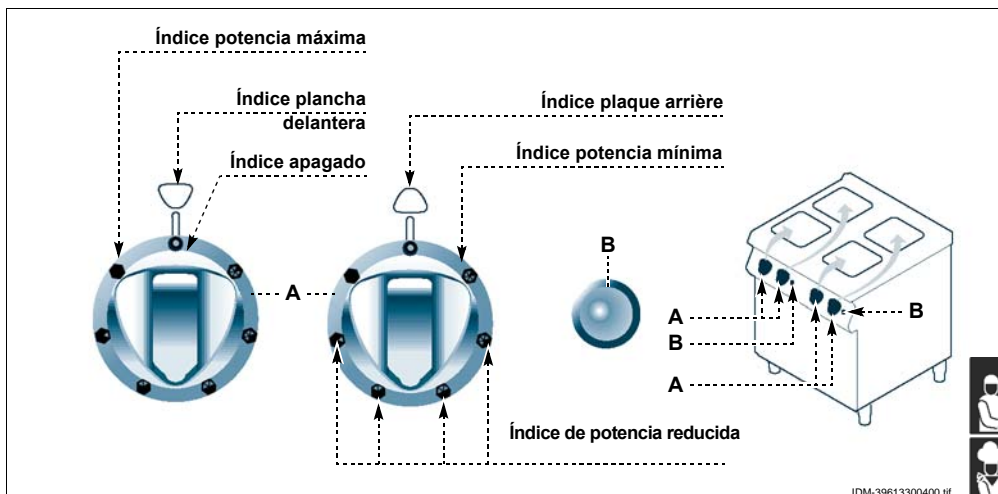 Índice potencia máxima
Índice plancha
delantera
Índice apagado
Índice plaque arrière
Índice potencia mínima
A
B
A
B
A
B
Índice de potencia reducida
IDM-39613300400.tif